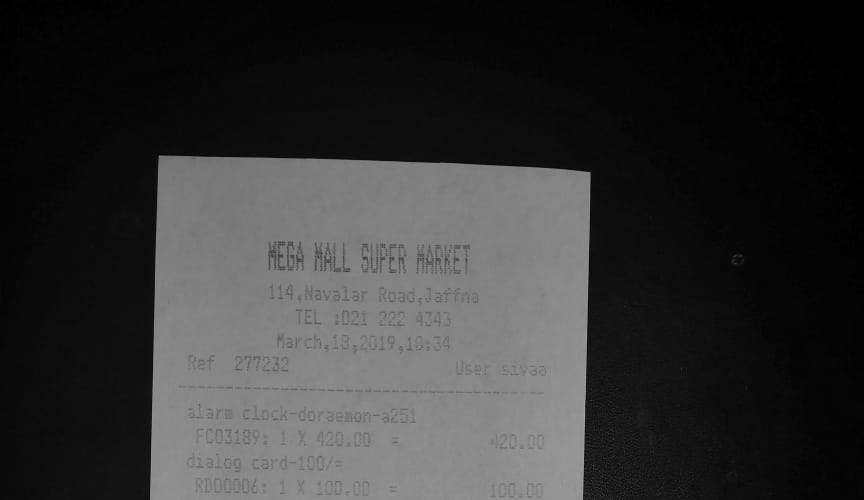 MEGA MALL SUPER MARKET
114,Navalar Road,Jaffna
TEL :021 222 4343
March,18,2019,18:34
Ref 277232 User sivaa
alarm clock-doraemon-a251
FC03189: 1 X 420.00 = 420.00
dialog card-100/=
RD00006: 1 X 100.00 = 100.00